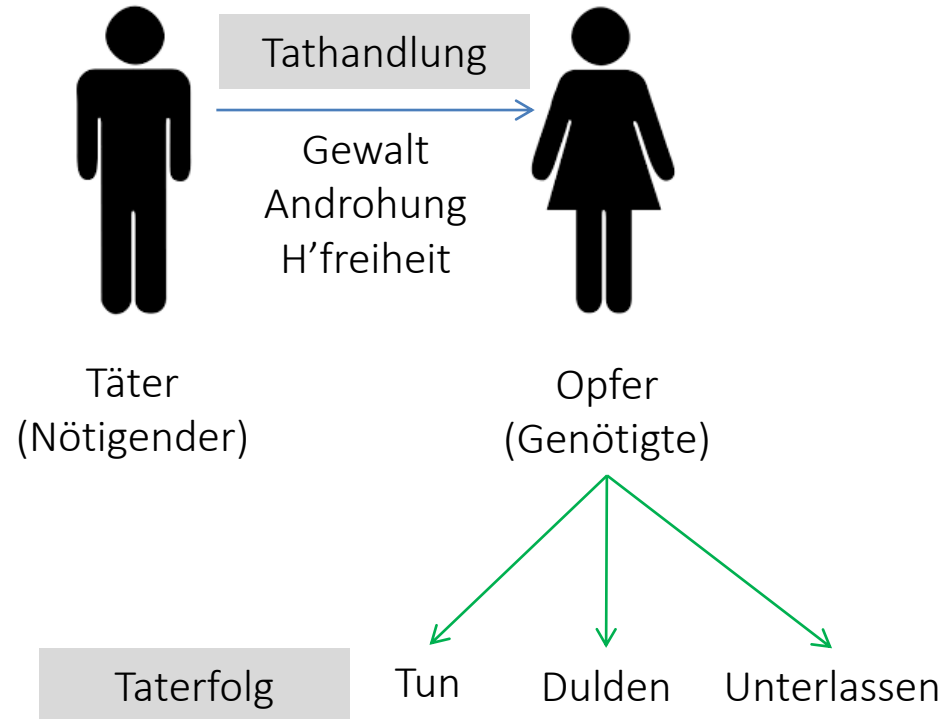 Tathandlung
Gewalt
Androhung
H’freiheit
Täter
(Nötigender)
Opfer
(Genötigte)
Taterfolg
Tun
Dulden
Unterlassen